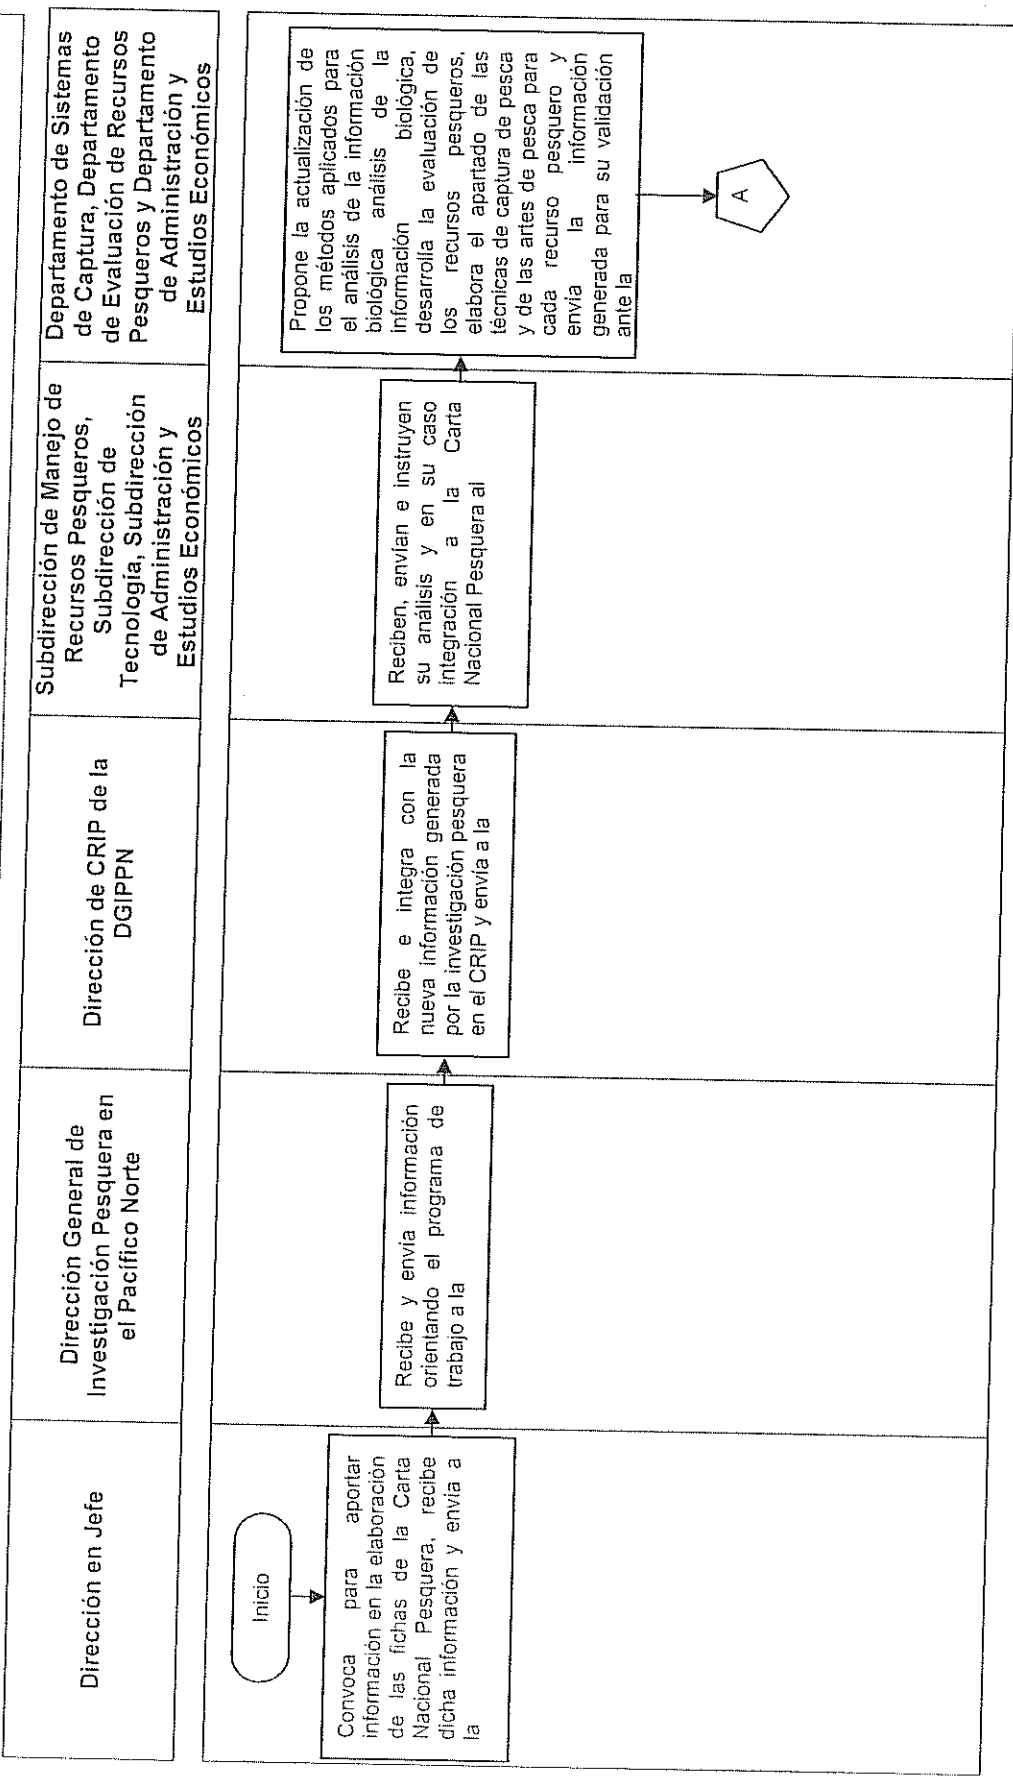 Dirección en Jefe
Dirección General de
Investigación Pesquera en
el Pacífico Norte
Dirección de CRIP de la
DGIPPN
Subdirección de Manejo de
Recursos Pesqueros,
Subdirección de
Tecnología, Subdirección
de Administración y
Estudios Económicos
Departamento de Sistemas
de Captura, Departamento
de Evaluación de Recursos
Pesqueros y Departamento
de Administración y
Estudios Económicos
Inicio
Convoca para aportar
información en la elaboración
de las fichas de la Carta
Nacional Pesquera, recibe
dicha información y envía a
la
Recibe y envía información
orientando el programa de
trabajo a la
Recibe e integra con la
nueva información generada
por la investigación pesquera
en el CRIP y envía a la
Reciben, envían e instruyen
su análisis y en su caso
integración a la Carta
Nacional Pesquera al
Propone la actualización de
los métodos aplicados para
el análisis de la información
biológica análisis de la
información biológica,
desarrolla la evaluación de
los recursos pesqueros,
elabora el apartado de las
técnicas de captura de pesca
y de las artes de pesca para
cada recurso pesquero y
envía la información
generada para su validación
ante la
A